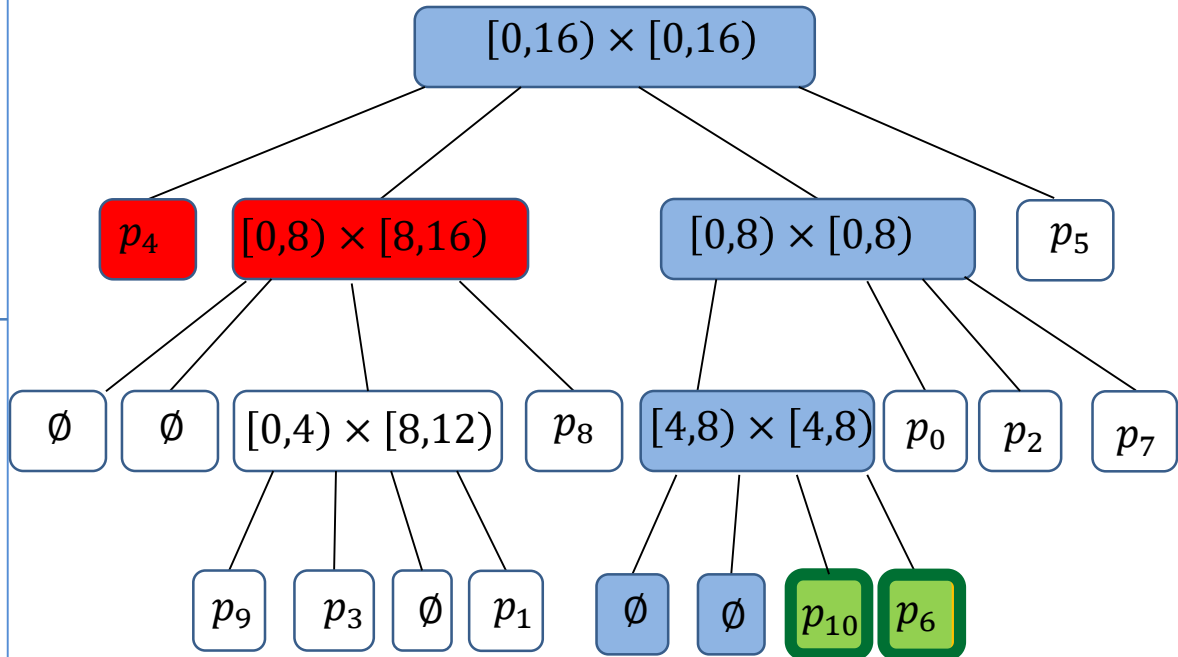 [0,16) × [0,16)
p₄ [0,8) × [8,16) [0,8) × [0,8) p₅
∅ ∅ [0,4) × [8,12) p₈ [4,8) × [4,8) p₀ p₂ p₇
p₉ p₃ ∅ p₁ ∅ ∅ p₁₀ p₆